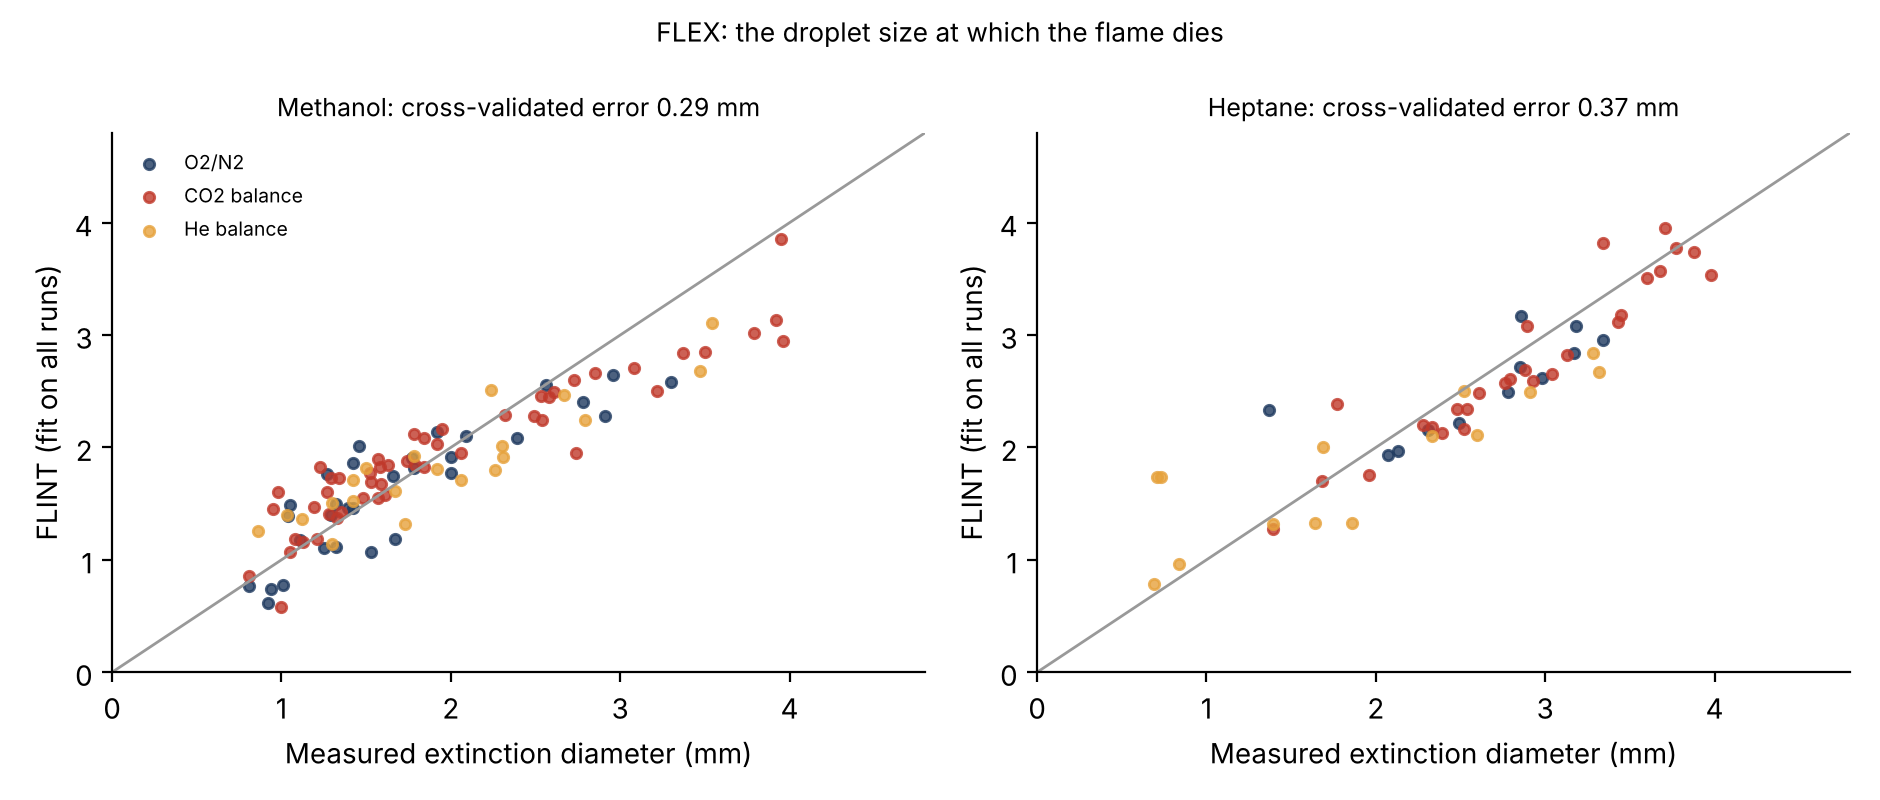 FLEX: the droplet size at which the flame dies
Methanol: cross-validated error 0.29 mm
O2/N2
CO2 balance
He balance
FLINT (fit on all runs)
4
3
2
1
0
0 1 2 3 4
Measured extinction diameter (mm)
Heptane: cross-validated error 0.37 mm
FLINT (fit on all runs)
4
3
2
1
0
0 1 2 3 4
Measured extinction diameter (mm)